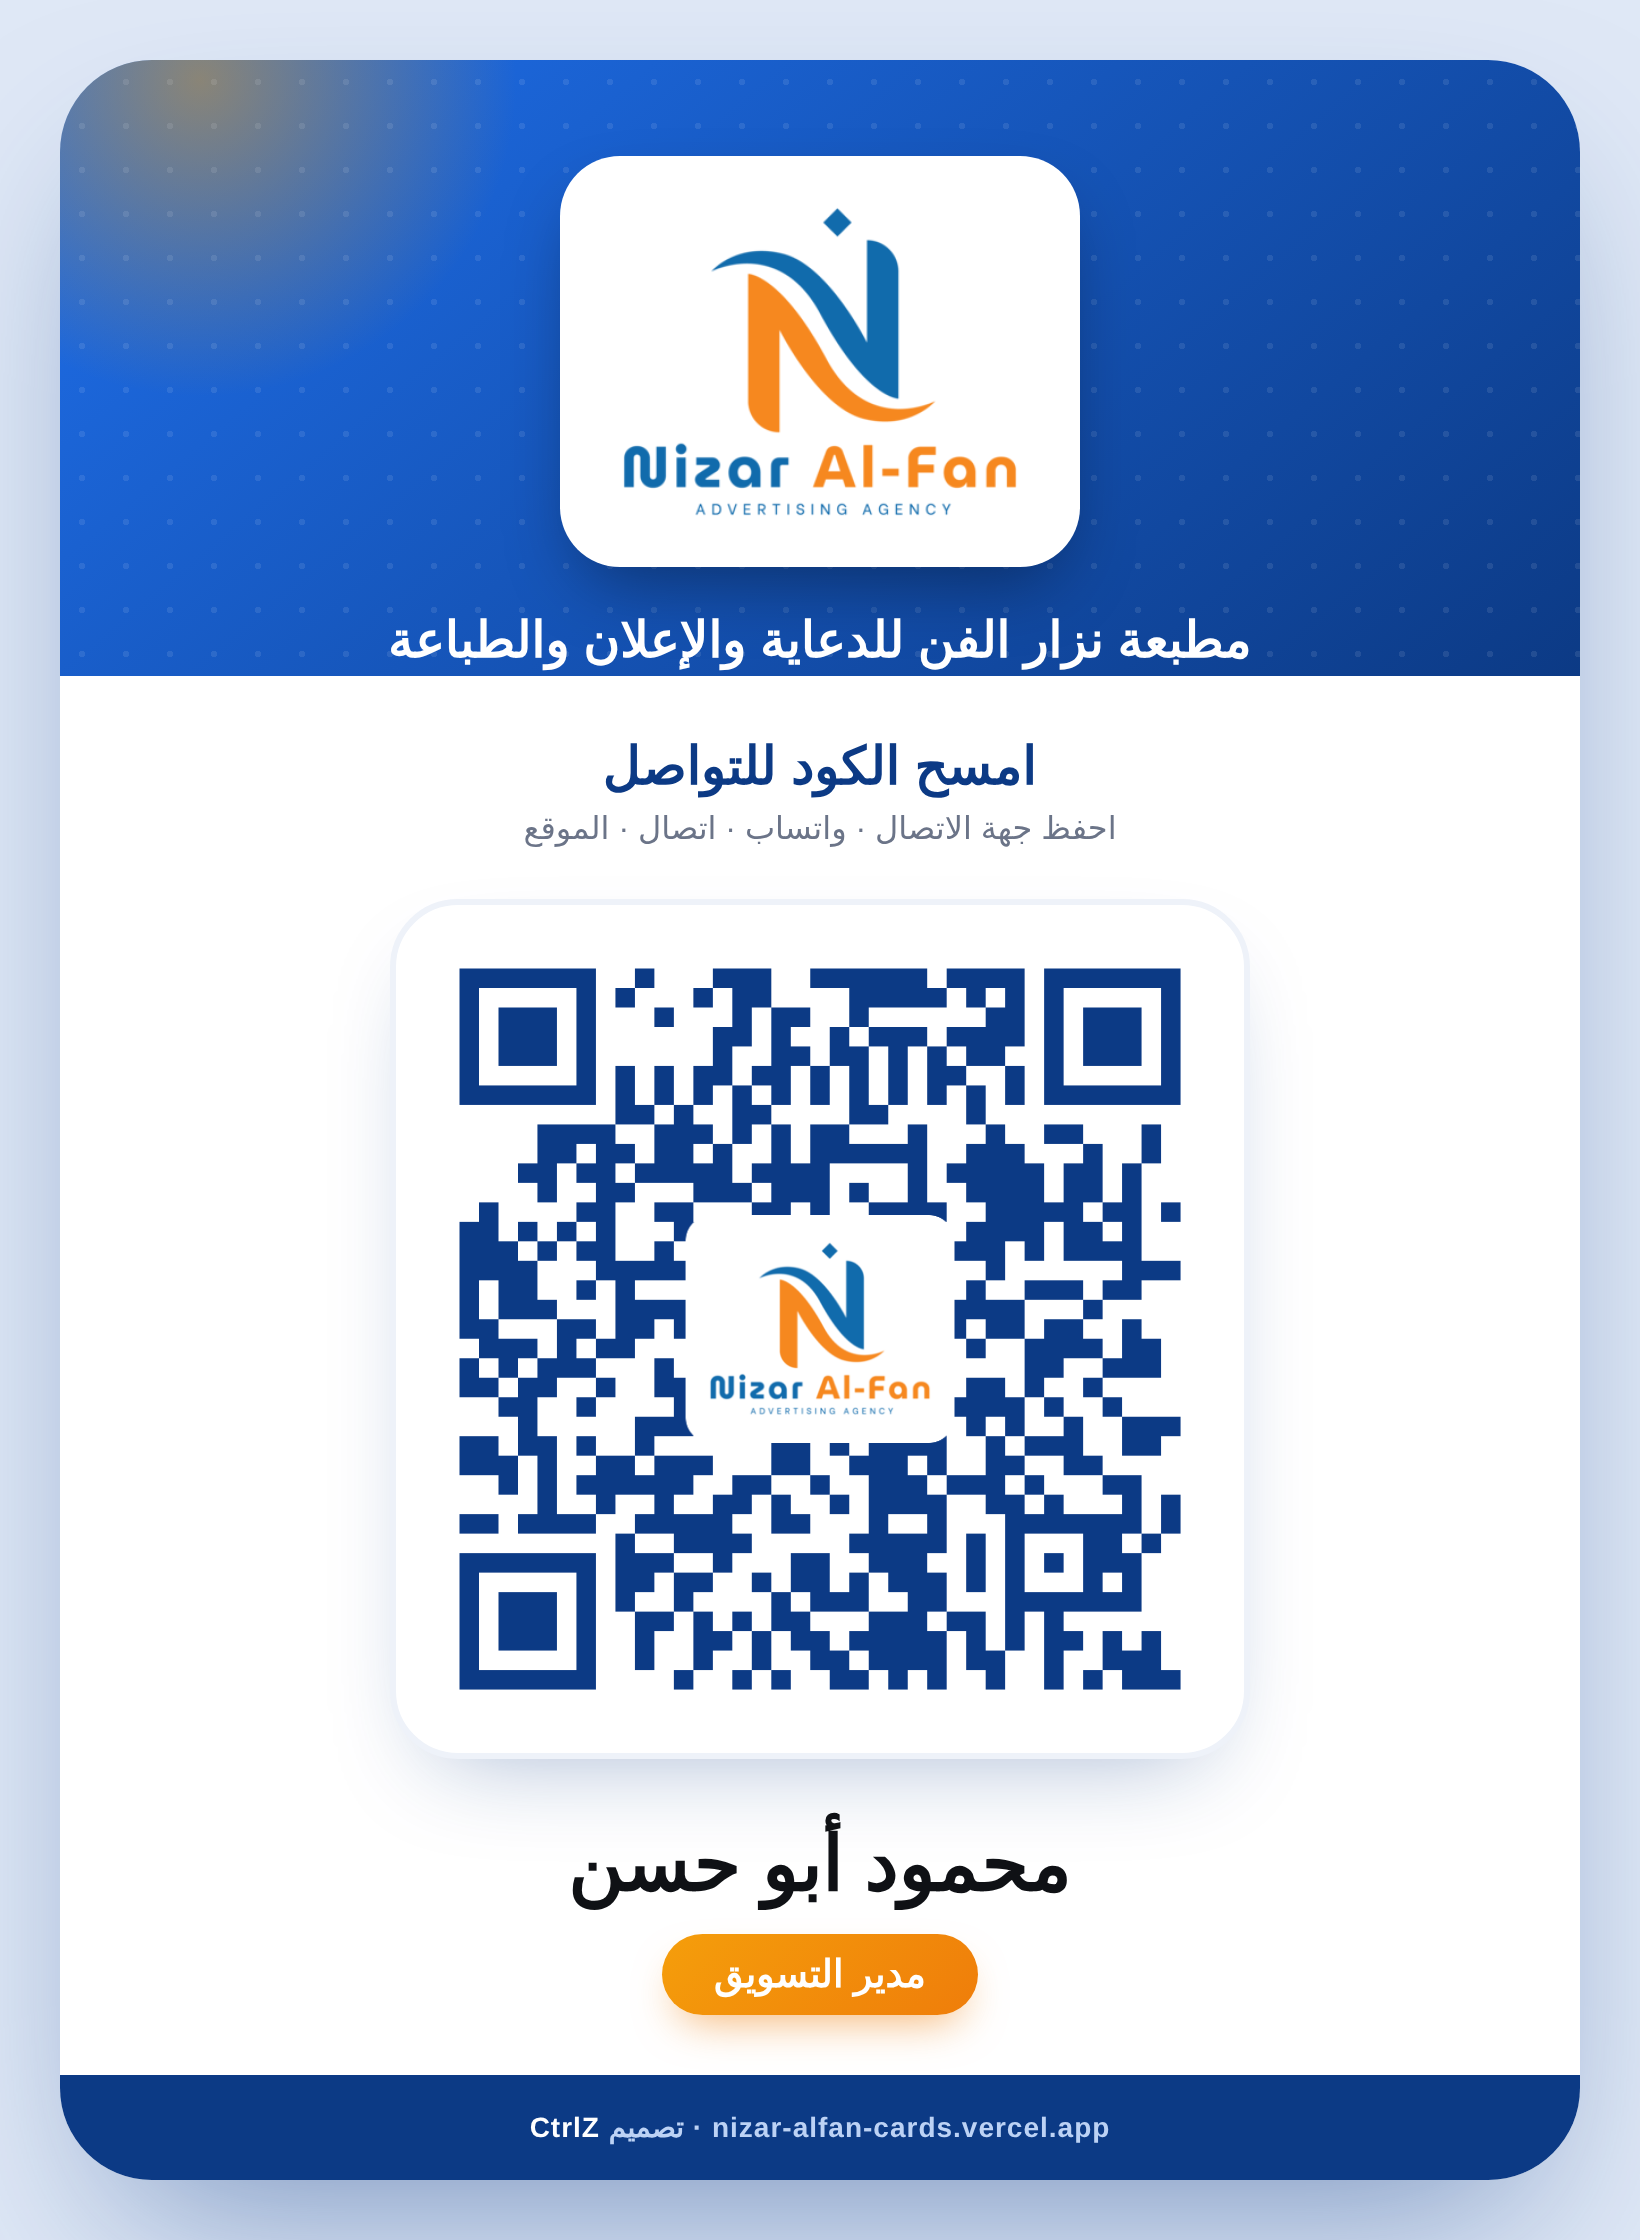 Nizar Al-Fan
ADVERTISING AGENCY
مطبعة نزار الفن للدعاية والإعلان والطباعة
امسح الكود للتواصل
احفظ جهة الاتصال · واتساب · اتصال · الموقع
Nizar Al-Fan
ADVERTISING AGENCY
محمود أبو حسن
مدير التسويق
nizar-alfan-cards.vercel.app · تصميم CtrlZ